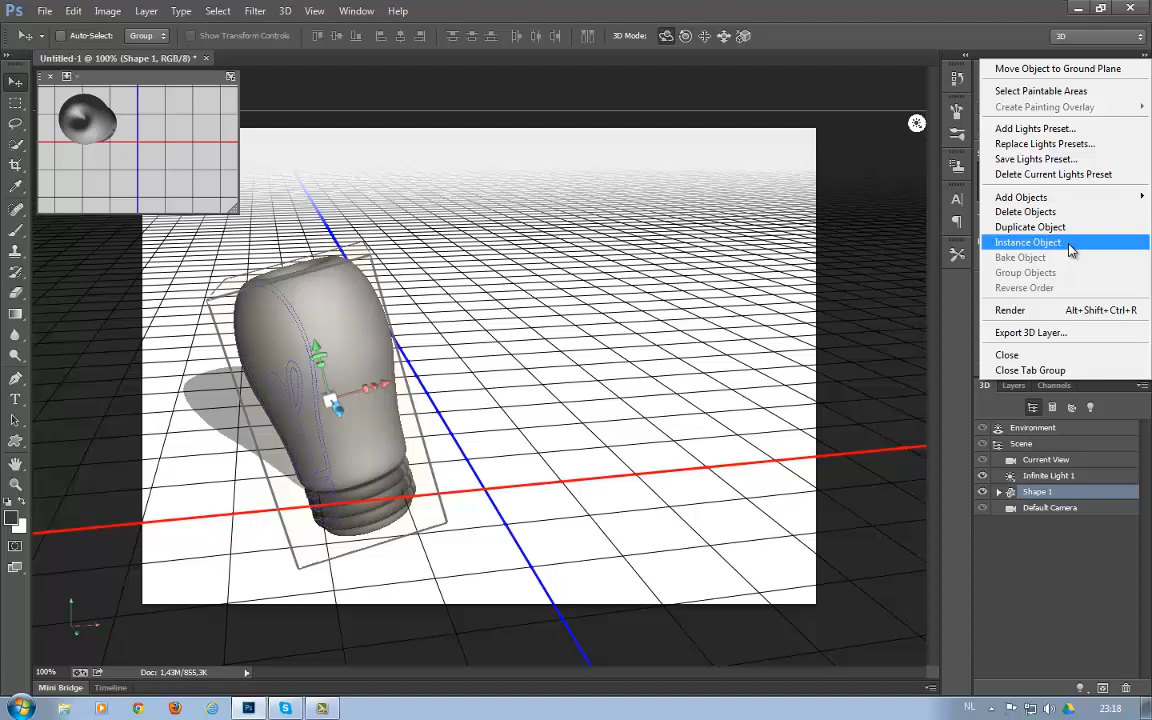 Ps File Edit Image Layer Type Select Filter 3D View Window Help
Auto-Select: Group Show Transform Controls 3D Mode: 3D
Untitled-1 @ 100% (Shape 1, RGB/8) * ×
Move Object to Ground Plane
Select Paintable Areas
Create Painting Overlay
Add Lights Preset...
Replace Lights Presets...
Save Lights Preset...
Delete Current Lights Preset
Add Objects
Delete Objects
Duplicate Object
Instance Object
Bake Object
Group Objects
Reverse Order
Render Alt+Shift+Ctrl+R
Export 3D Layer...
Close
Close Tab Group
3D Layers Channels
Environment
Scene
Current View
Infinite Light 1
Shape 1
Default Camera
100% Doc: 1,43M/855,3K
Mini Bridge Timeline
NL 23:18